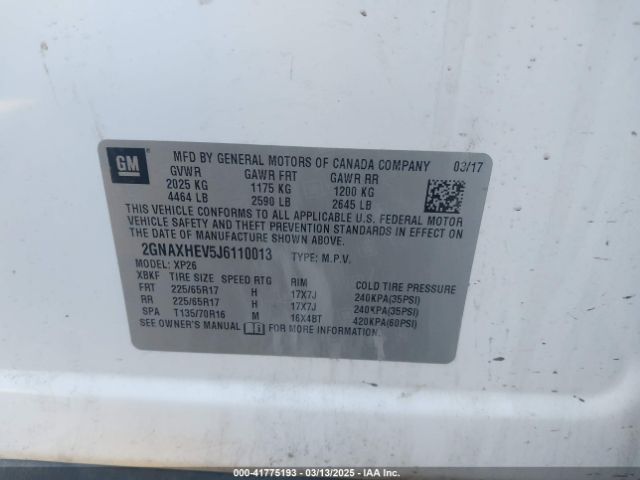 GM
MFD BY GENERAL MOTORS OF CANADA COMPANY 03/17
GVWR GAWR FRT GAWR RR
2025 KG 1175 KG 1200 KG
4464 LB 2590 LB 2645 LB
THIS VEHICLE CONFORMS TO ALL APPLICABLE U.S. FEDERAL MOTOR
VEHICLE SAFETY AND THEFT PREVENTION STANDARDS IN EFFECT ON THE
DATE OF MANUFACTURE SHOWN ABOVE.
2GNAXHEV5J6110013 TYPE: M.P.V.
MODEL: XP26
XBKF TIRE SIZE SPEED RTG RIM COLD TIRE PRESSURE
FRT 225/65R17 H 17X7J 240KPA(35PSI)
RR 225/65R17 H 17X7J 240KPA(35PSI)
SPA T135/70R16 M 16X4BT 420KPA(60PSI)
SEE OWNER'S MANUAL FOR MORE INFORMATION.
000-41775193 - 03/13/2025 - IAA, Inc.